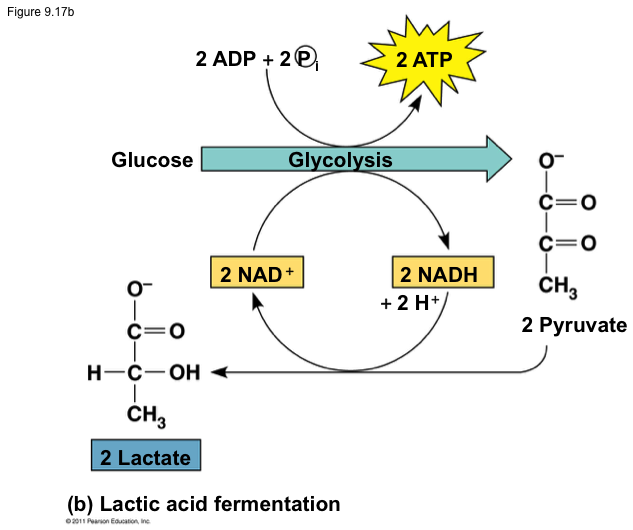 Figure 9.17b
2 ADP + 2 Pi
2 ATP
Glucose
Glycolysis
O−
C=O
C=O
CH3
2 NAD+
2 NADH
+ 2 H+
2 Pyruvate
O−
C=O
H−C−OH
CH3
2 Lactate
(b) Lactic acid fermentation
© 2011 Pearson Education, Inc.